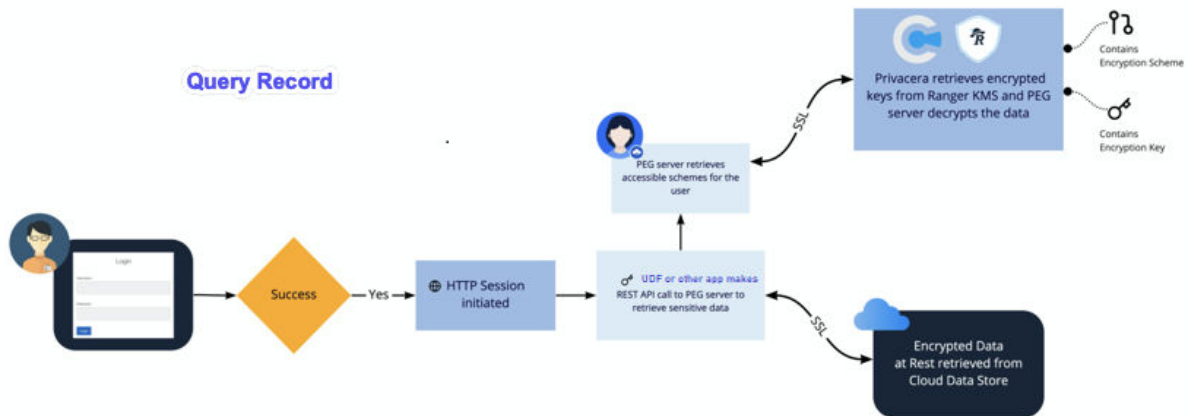 Query Record
Privacera retrieves encrypted
keys from Ranger KMS and PEG
server decrypts the data
Contains
Encryption Scheme
Contains
Encryption Key
SSL
PEG server retrieves
accessible schemes for the
user
Login
Success
Yes
HTTP Session
initiated
UDF or other app makes
REST API call to PEG server to
retrieve sensitive data
SSL
Encrypted Data
at Rest retrieved from
Cloud Data Store
R